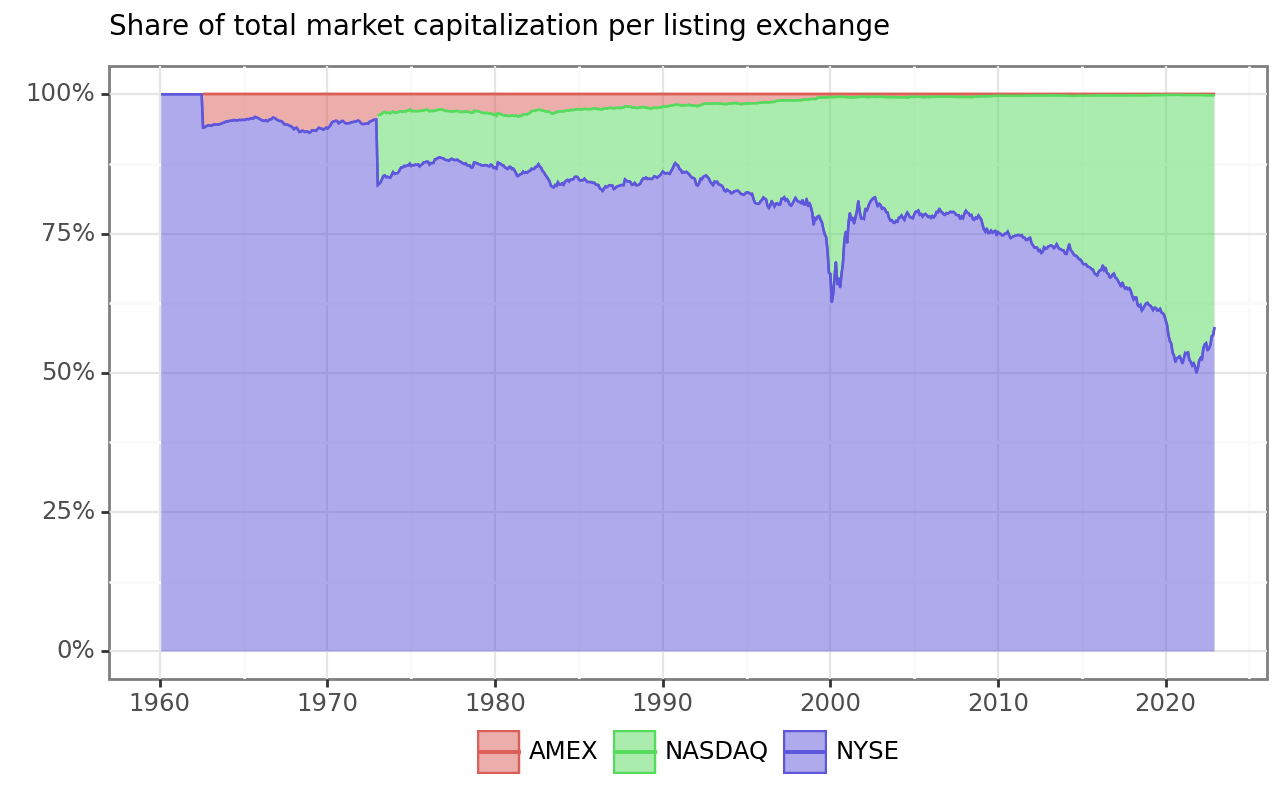 Share of total market capitalization per listing exchange
100%
75%
50%
25%
0%
1960 1970 1980 1990 2000 2010 2020
AMEX NASDAQ NYSE